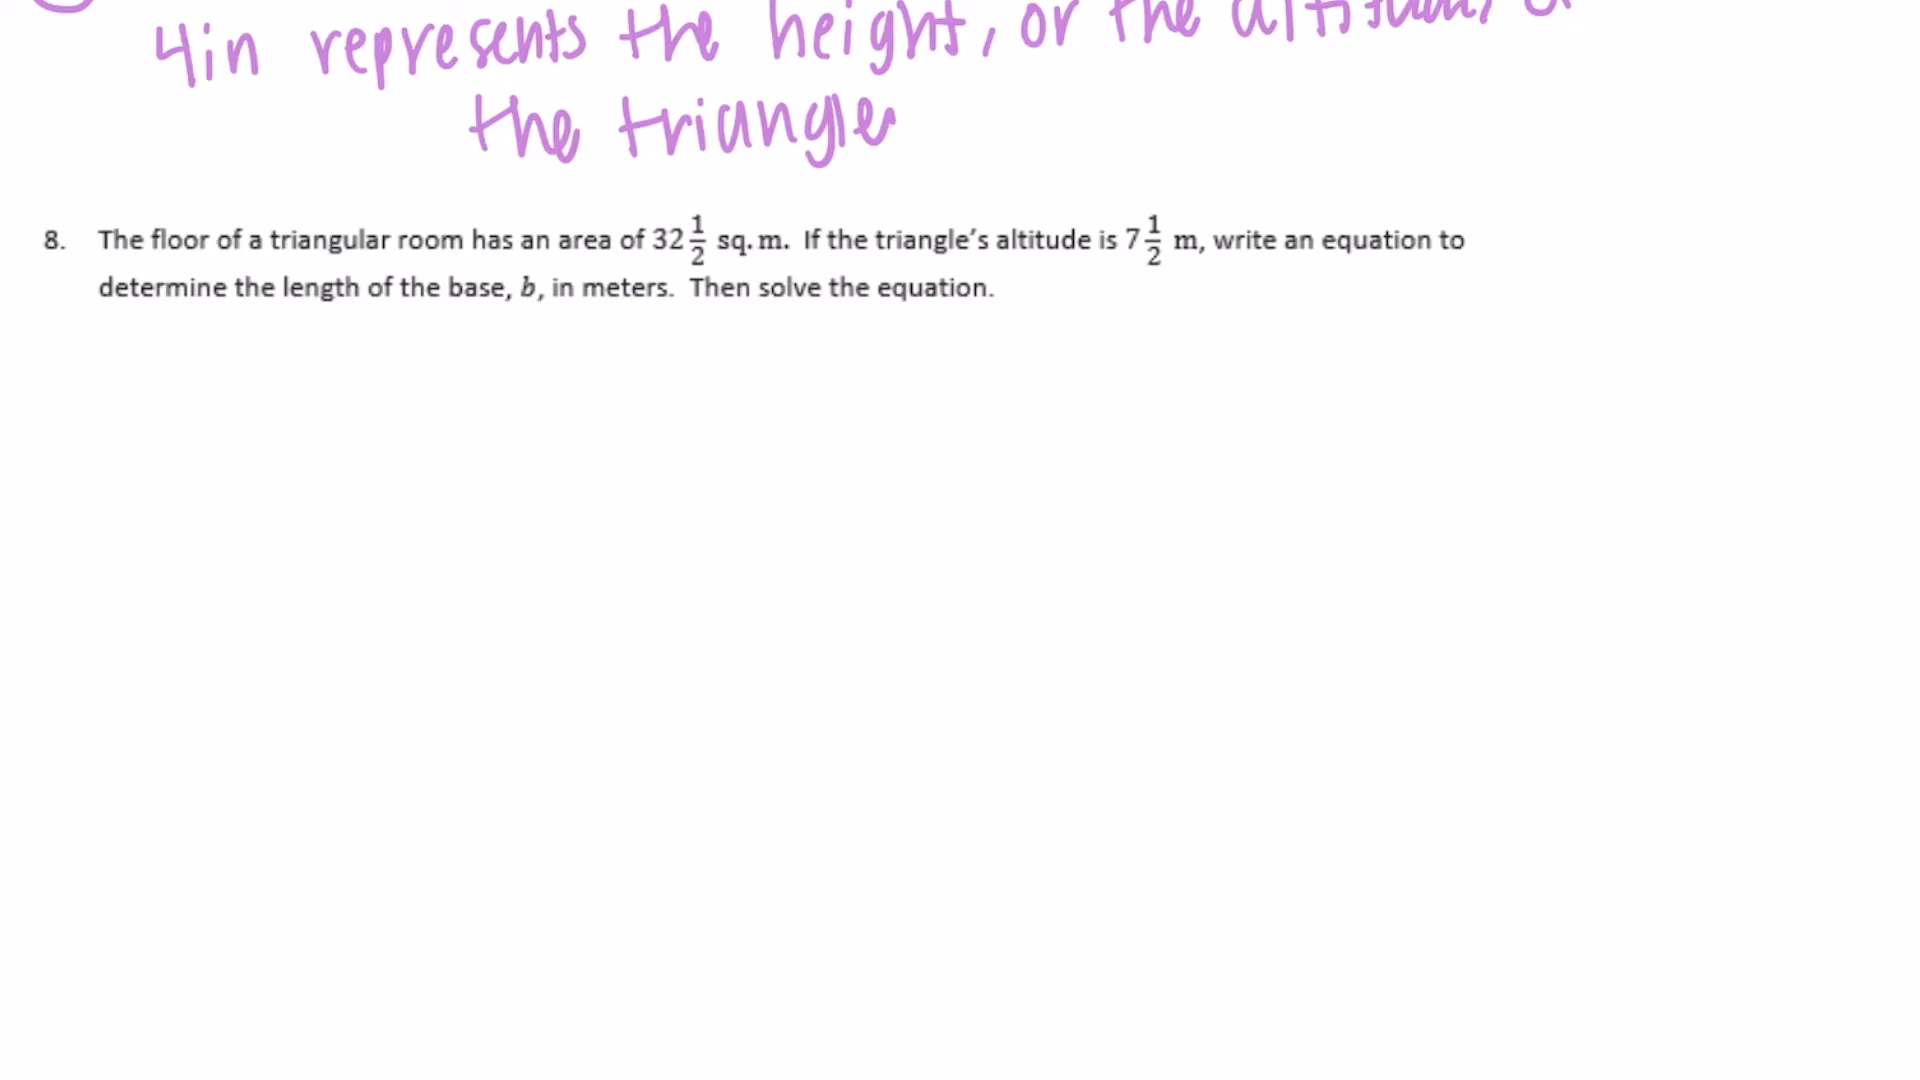 4in represents the height, or the
the triangle
8. The floor of a triangular room has an area of 32 1/2 sq. m. If the triangle's altitude is 7 1/2 m, write an equation to
determine the length of the base, b, in meters. Then solve the equation.